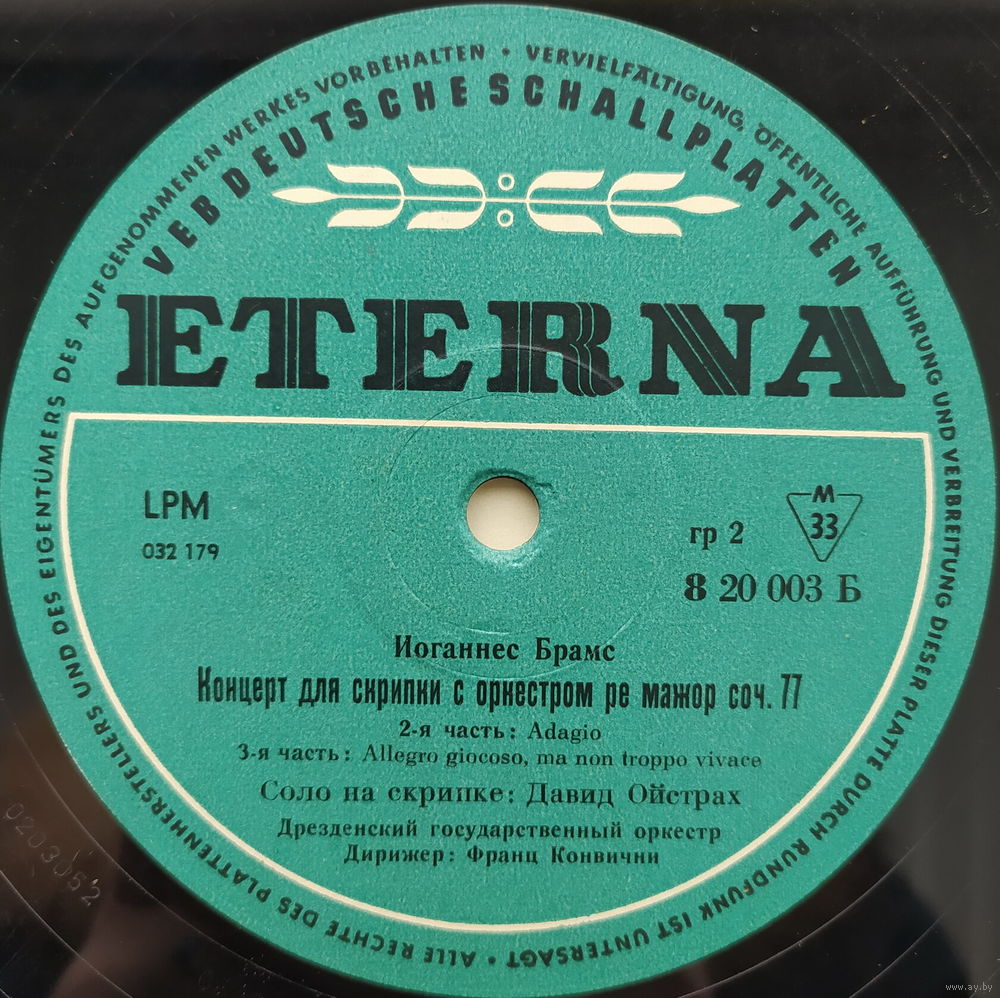 ALLE RECHTE DES PLATTENHERSTELLERS UND DES EIGENTÜMERS DES AUFGENOMMENEN WERKES VORBEHALTEN • VERVIELFÄLTIGUNG, ÖFFENTLICHE AUFFÜHRUNG UND VERBREITUNG DIESER PLATTE DURCH RUNDFUNK IST UNTERSAGT •
VEB DEUTSCHE SCHALLPLATTEN
ETERNA
LPM
032 179
M
33
гр 2
8 20 003 Б
Иоганнес Брамс
Концерт для скрипки с оркестром ре мажор соч. 77
2-я часть: Adagio
3-я часть: Allegro giocoso, ma non troppo vivace
Соло на скрипке: Давид Ойстрах
Дрезденский государственный оркестр
Дирижер: Франц Конвични
0203052
www.ay.by